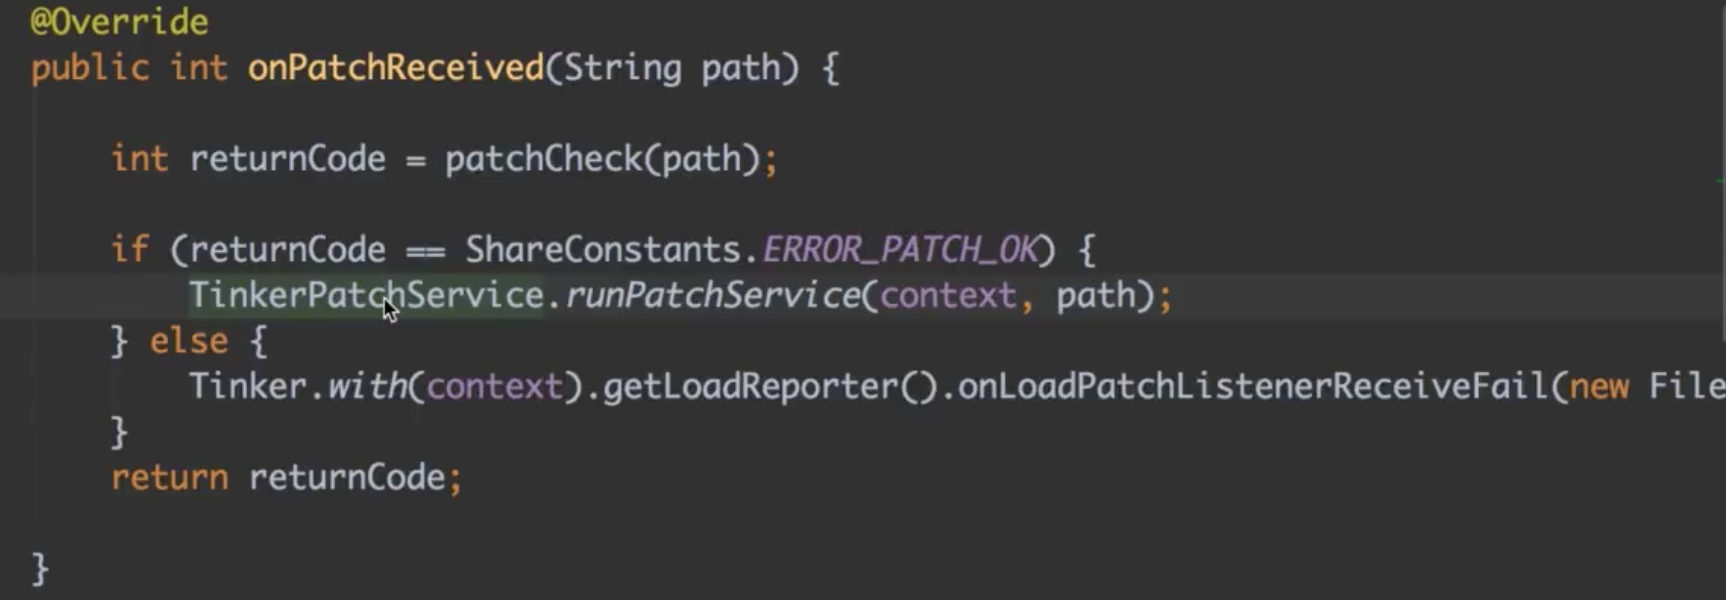 @Override
public int onPatchReceived(String path) {
int returnCode = patchCheck(path);
if (returnCode == ShareConstants.ERROR_PATCH_OK) {
TinkerPatchService.runPatchService(context, path);
} else {
Tinker.with(context).getLoadReporter().onLoadPatchListenerReceiveFail(new File
}
return returnCode;
}